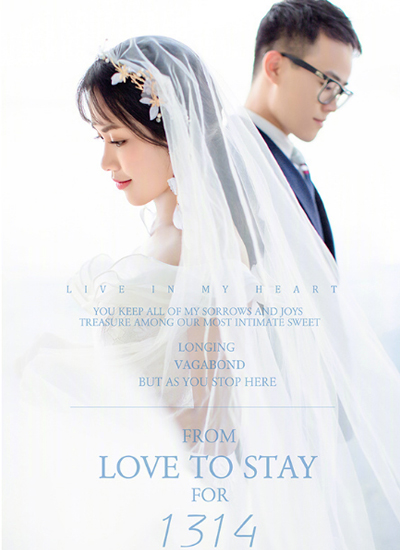 LIVE IN MY HEART
YOU KEEP ALL OF MY SORROWS AND JOYS
TREASURE AMONG OUR MOST INTIMATE SWEET
LONGING
VAGABOND
BUT AS YOU STOP HERE
FROM
LOVE TO STAY
FOR
1314